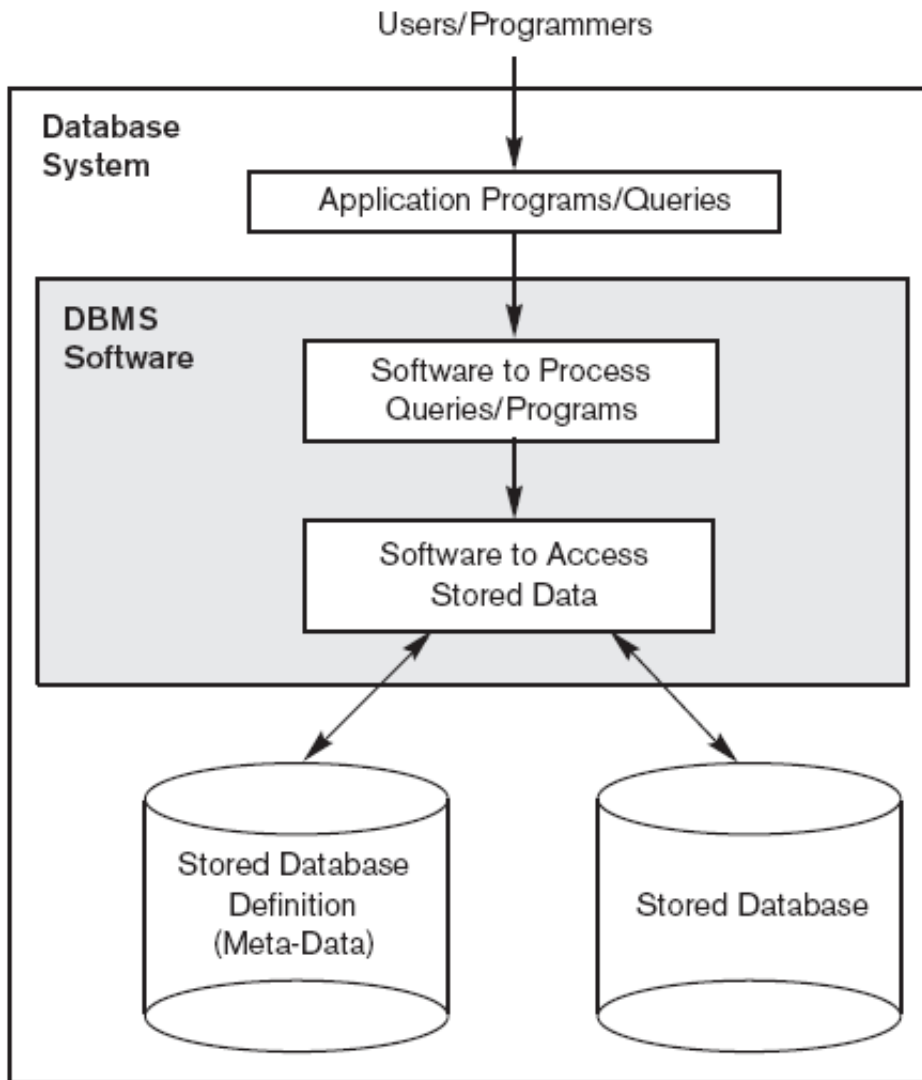 Users/Programmers
Database
System
Application Programs/Queries
DBMS
Software
Software to Process
Queries/Programs
Software to Access
Stored Data
Stored Database
Definition
(Meta-Data)
Stored Database